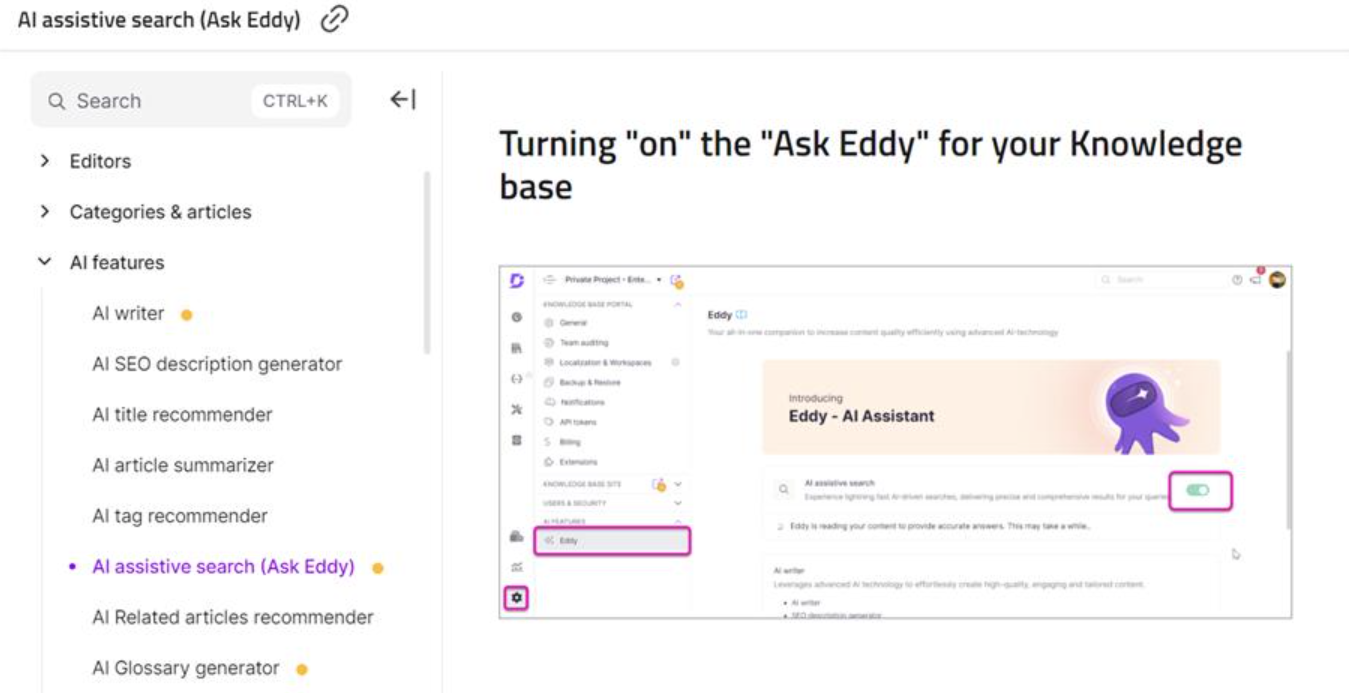 AI assistive search (Ask Eddy)
Search
CTRL+K
Editors
Categories & articles
AI features
AI writer
AI SEO description generator
AI title recommender
AI article summarizer
AI tag recommender
AI assistive search (Ask Eddy)
AI Related articles recommender
AI Glossary generator
Turning "on" the "Ask Eddy" for your Knowledge
base
Private Project - Ente...
Search
KNOWLEDGE BASE PORTAL
General
Team auditing
Localization & Workspaces
Backup & Restore
Notifications
API tokens
Billing
Extensions
KNOWLEDGE BASE SITE
USERS & SECURITY
AI FEATURES
Eddy
Eddy
Your all-in-one companion to increase content quality efficiently using advanced AI technology
Introducing
Eddy - AI Assistant
AI assistive search
Experience lightning fast AI-driven searches, delivering precise and comprehensive results for your queries
Eddy is reading your content to provide accurate answers. This may take a while..
AI writer
Leverages advanced AI technology to effortlessly create high-quality, engaging and tailored content.
AI writer
SEO description generator